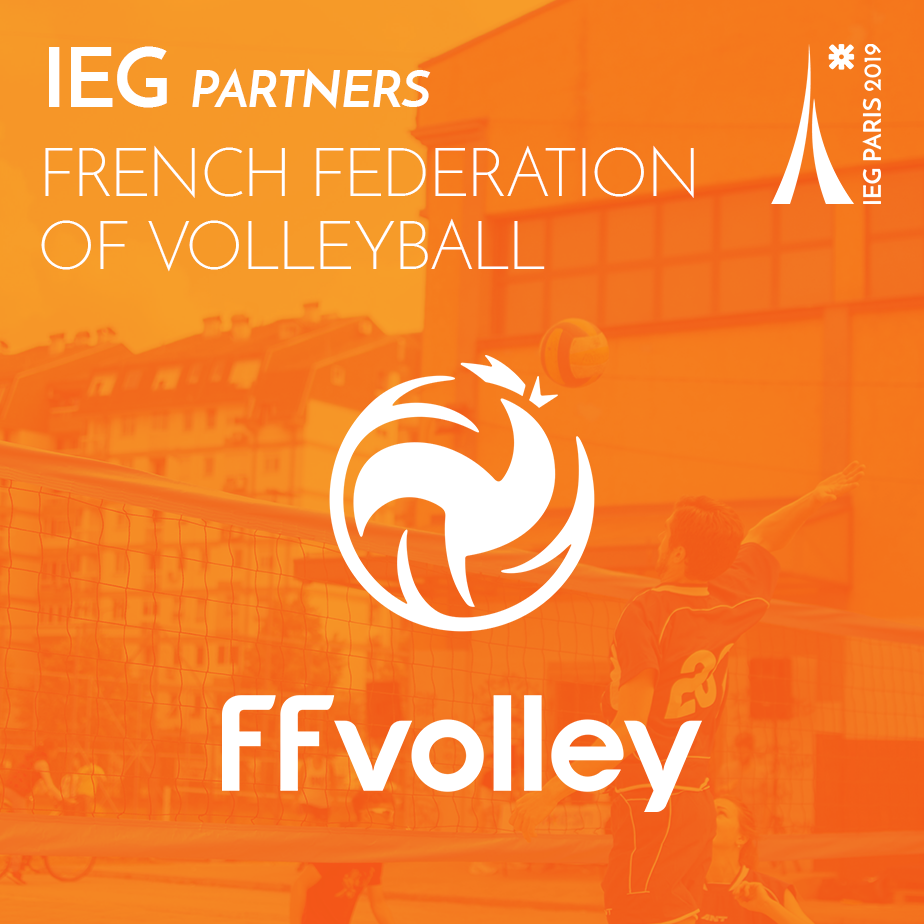 IEG PARTNERS
FRENCH FEDERATION
OF VOLLEYBALL
IEG PARIS 2019
ffvolley